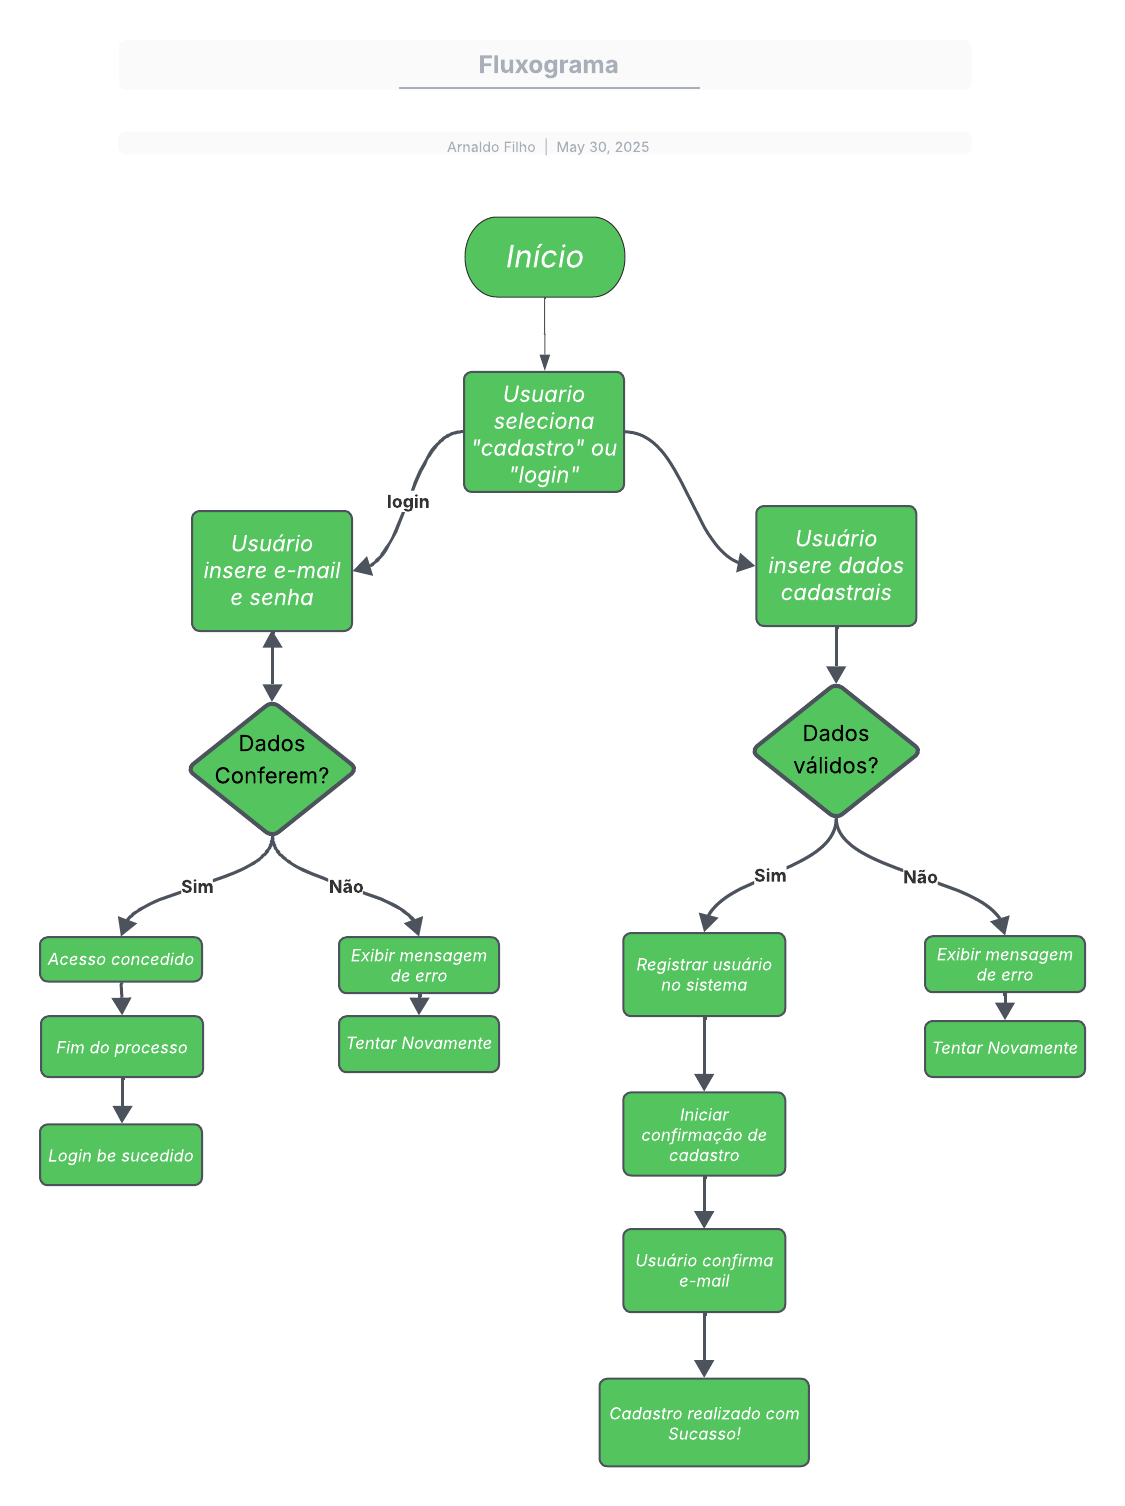 Fluxograma
Arnaldo Filho | May 30, 2025
Início
Usuario
seleciona
"cadastro" ou
"login"
login
Usuário
insere e-mail
e senha
Usuário
insere dados
cadastrais
Dados
Conferem?
Dados
válidos?
Sim
Não
Sim
Não
Acesso concedido
Exibir mensagem
de erro
Registrar usuário
no sistema
Exibir mensagem
de erro
Fim do processo
Tentar Novamente
Tentar Novamente
Iniciar
confirmação de
cadastro
Login be sucedido
Usuário confirma
e-mail
Cadastro realizado com
Sucasso!